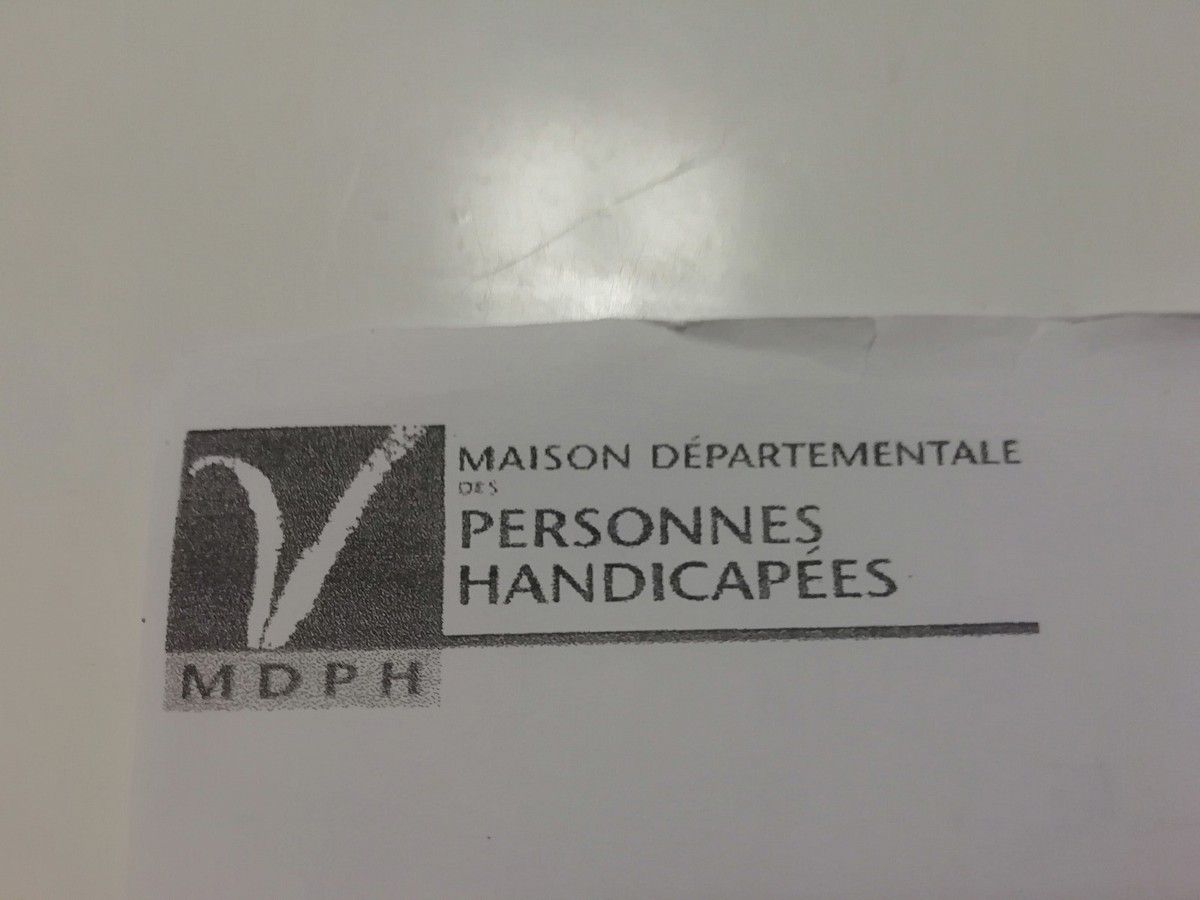 MAISON DÉPARTEMENTALE
DES
PERSONNES
HANDICAPÉES
MDPH